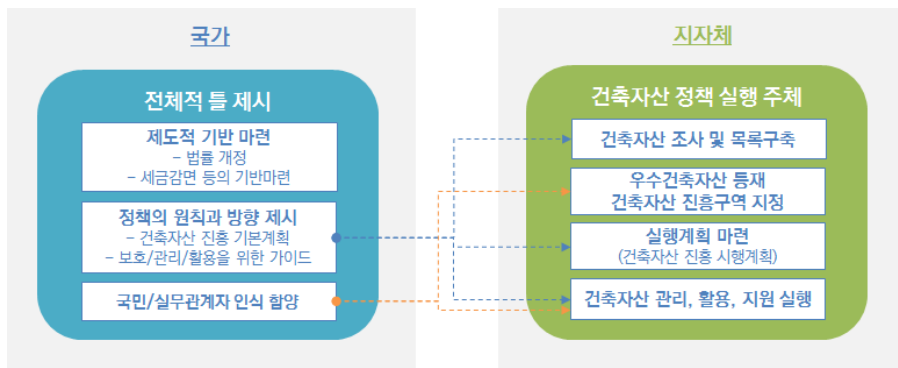 국가
전체적 틀 제시
제도적 기반 마련
- 법률 개정
- 세금감면 등의 기반마련
정책의 원칙과 방향 제시
- 건축자산 진흥 기본계획
- 보호/관리/활용을 위한 가이드
국민/실무관계자 인식 함양
지자체
건축자산 정책 실행 주체
건축자산 조사 및 목록구축
우수건축자산 등재
건축자산 진흥구역 지정
실행계획 마련
(건축자산 진흥 시행계획)
건축자산 관리, 활용, 지원 실행